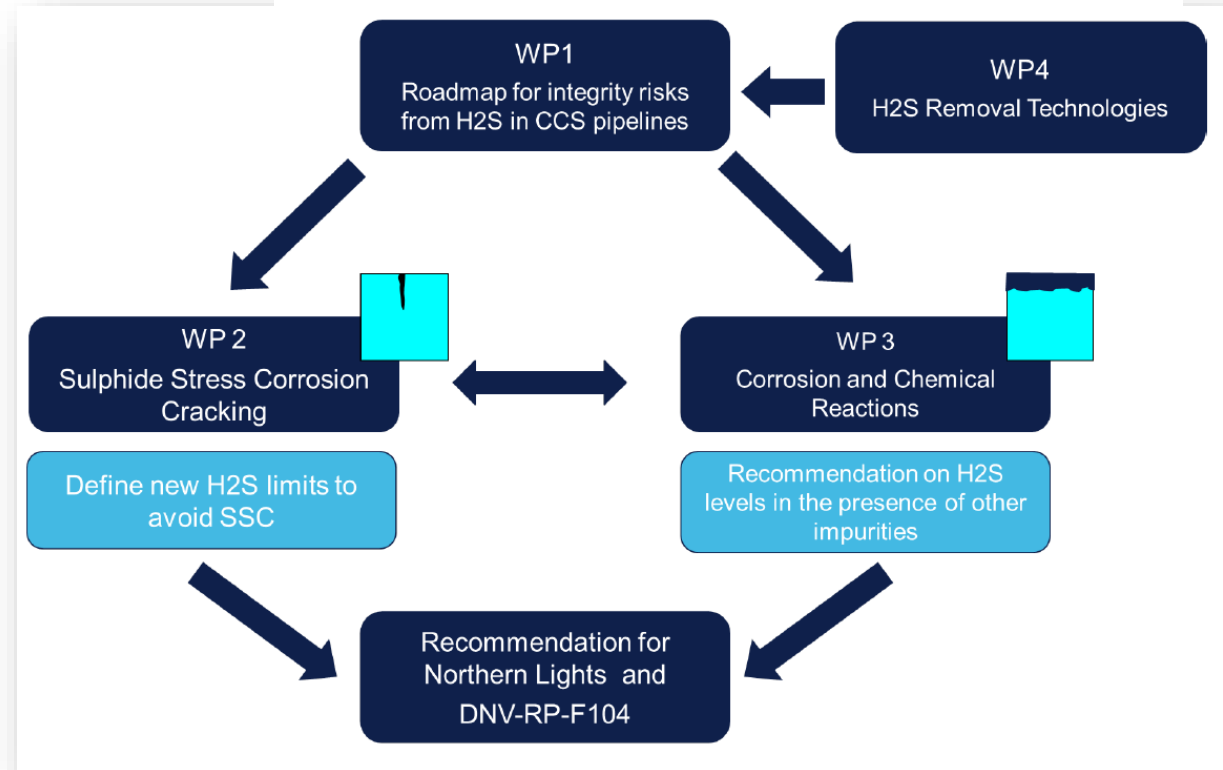 WP1
Roadmap for integrity risks
from H2S in CCS pipelines
WP4
H2S Removal Technologies
WP 2
Sulphide Stress Corrosion
Cracking
WP 3
Corrosion and Chemical
Reactions
Define new H2S limits to
avoid SSC
Recommendation on H2S
levels in the presence of other
impurities
Recommendation for
Northern Lights and
DNV-RP-F104